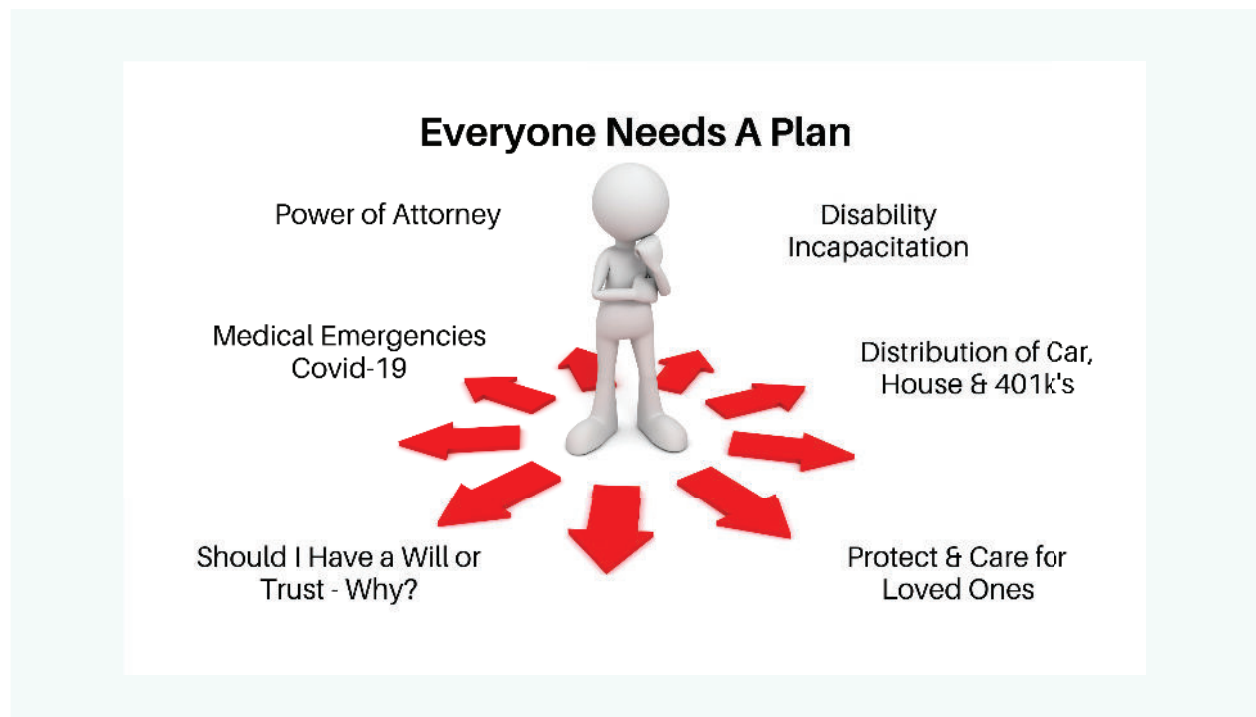 Everyone Needs A Plan
Power of Attorney
Disability
Incapacitation
Medical Emergencies
Covid-19
Distribution of Car,
House & 401k's
Should I Have a Will or
Trust - Why?
Protect & Care for
Loved Ones